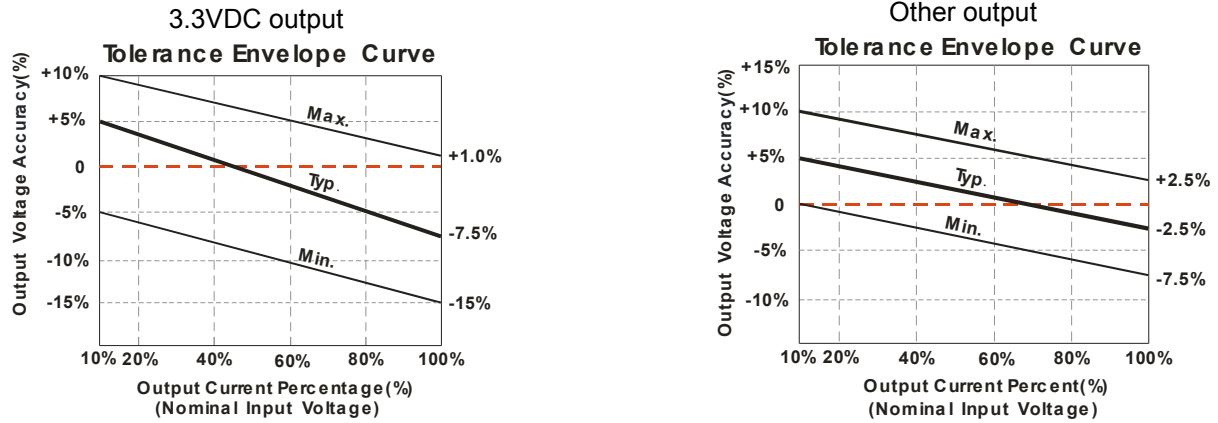 3.3VDC output
Tolerance Envelope Curve
Output Voltage Accuracy(%)
+10%
+5%
0
-5%
-10%
-15%
Max.
Typ.
Min.
+1.0%
-7.5%
-15%
10% 20% 40% 60% 80% 100%
Output Current Percentage(%)
(Nominal Input Voltage)
Other output
Tolerance Envelope Curve
Output Voltage Accuracy(%)
+15%
+10%
+5%
0
-5%
-10%
Max.
Typ.
Min.
+2.5%
-2.5%
-7.5%
10% 20% 40% 60% 80% 100%
Output Current Percent(%)
(Nominal Input Voltage)